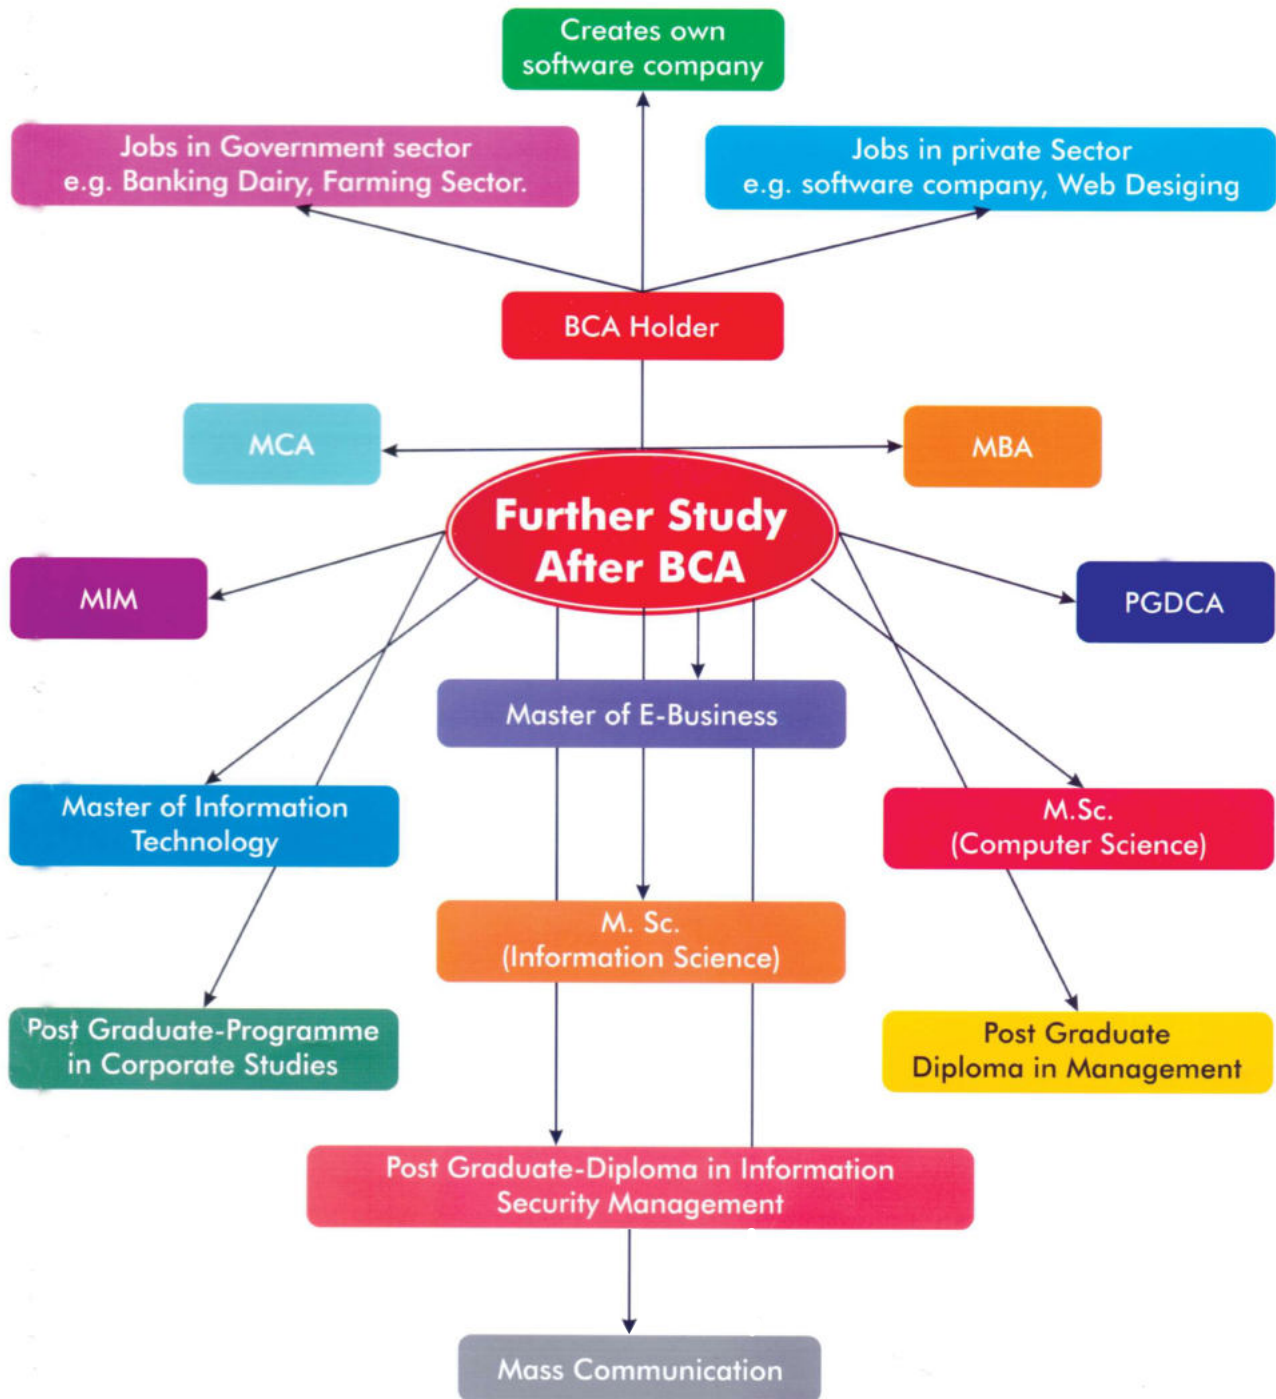 Creates own
software company
Jobs in Government sector
e.g. Banking Dairy, Farming Sector.
Jobs in private Sector
e.g. software company, Web Desiging
BCA Holder
MCA
MBA
Further Study
After BCA
MIM
PGDCA
Master of E-Business
Master of Information
Technology
M.Sc.
(Computer Science)
M. Sc.
(Information Science)
Post Graduate-Programme
in Corporate Studies
Post Graduate
Diploma in Management
Post Graduate-Diploma in Information
Security Management
Mass Communication